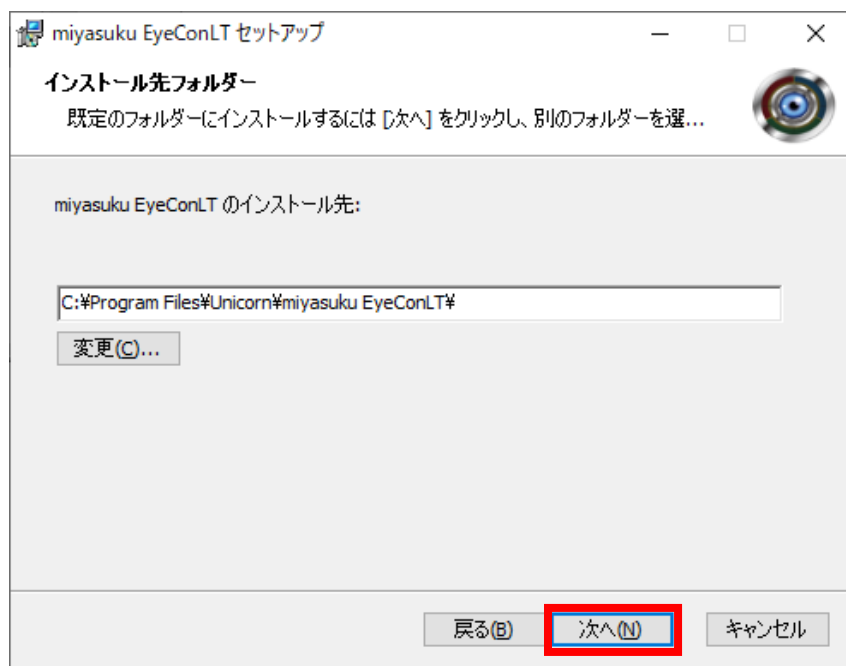 miyasuku EyeConLT セットアップ
インストール先フォルダー
既定のフォルダーにインストールするには [次へ] をクリックし、別のフォルダーを選...
miyasuku EyeConLT のインストール先:
C:¥Program Files¥Unicorn¥miyasuku EyeConLT¥
変更(C)...
戻る(B)
次へ(N)
キャンセル